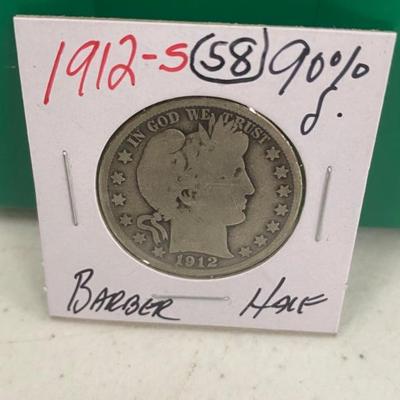 1912-S (58) 90%
IN GOD WE TRUST
1912
BARBER HALF